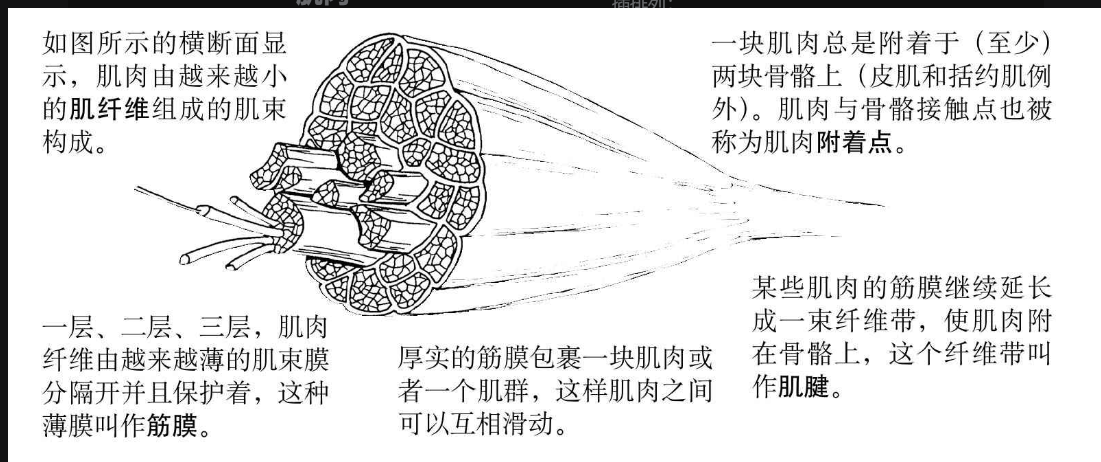 如图所示的横断面显
示，肌肉由越来越小
的肌纤维组成的肌束
构成。
一块肌肉总是附着于（至少）
两块骨骼上（皮肌和括约肌例
外）。肌肉与骨骼接触点也被
称为肌肉附着点。
一层、二层、三层，肌肉
纤维由越来越薄的肌束膜
分隔开并且保护着，这种
薄膜叫作筋膜。
厚实的筋膜包裹一块肌肉或
者一个肌群，这样肌肉之间
可以互相滑动。
某些肌肉的筋膜继续延长
成一束纤维带，使肌肉附
在骨骼上，这个纤维带叫
作肌腱。